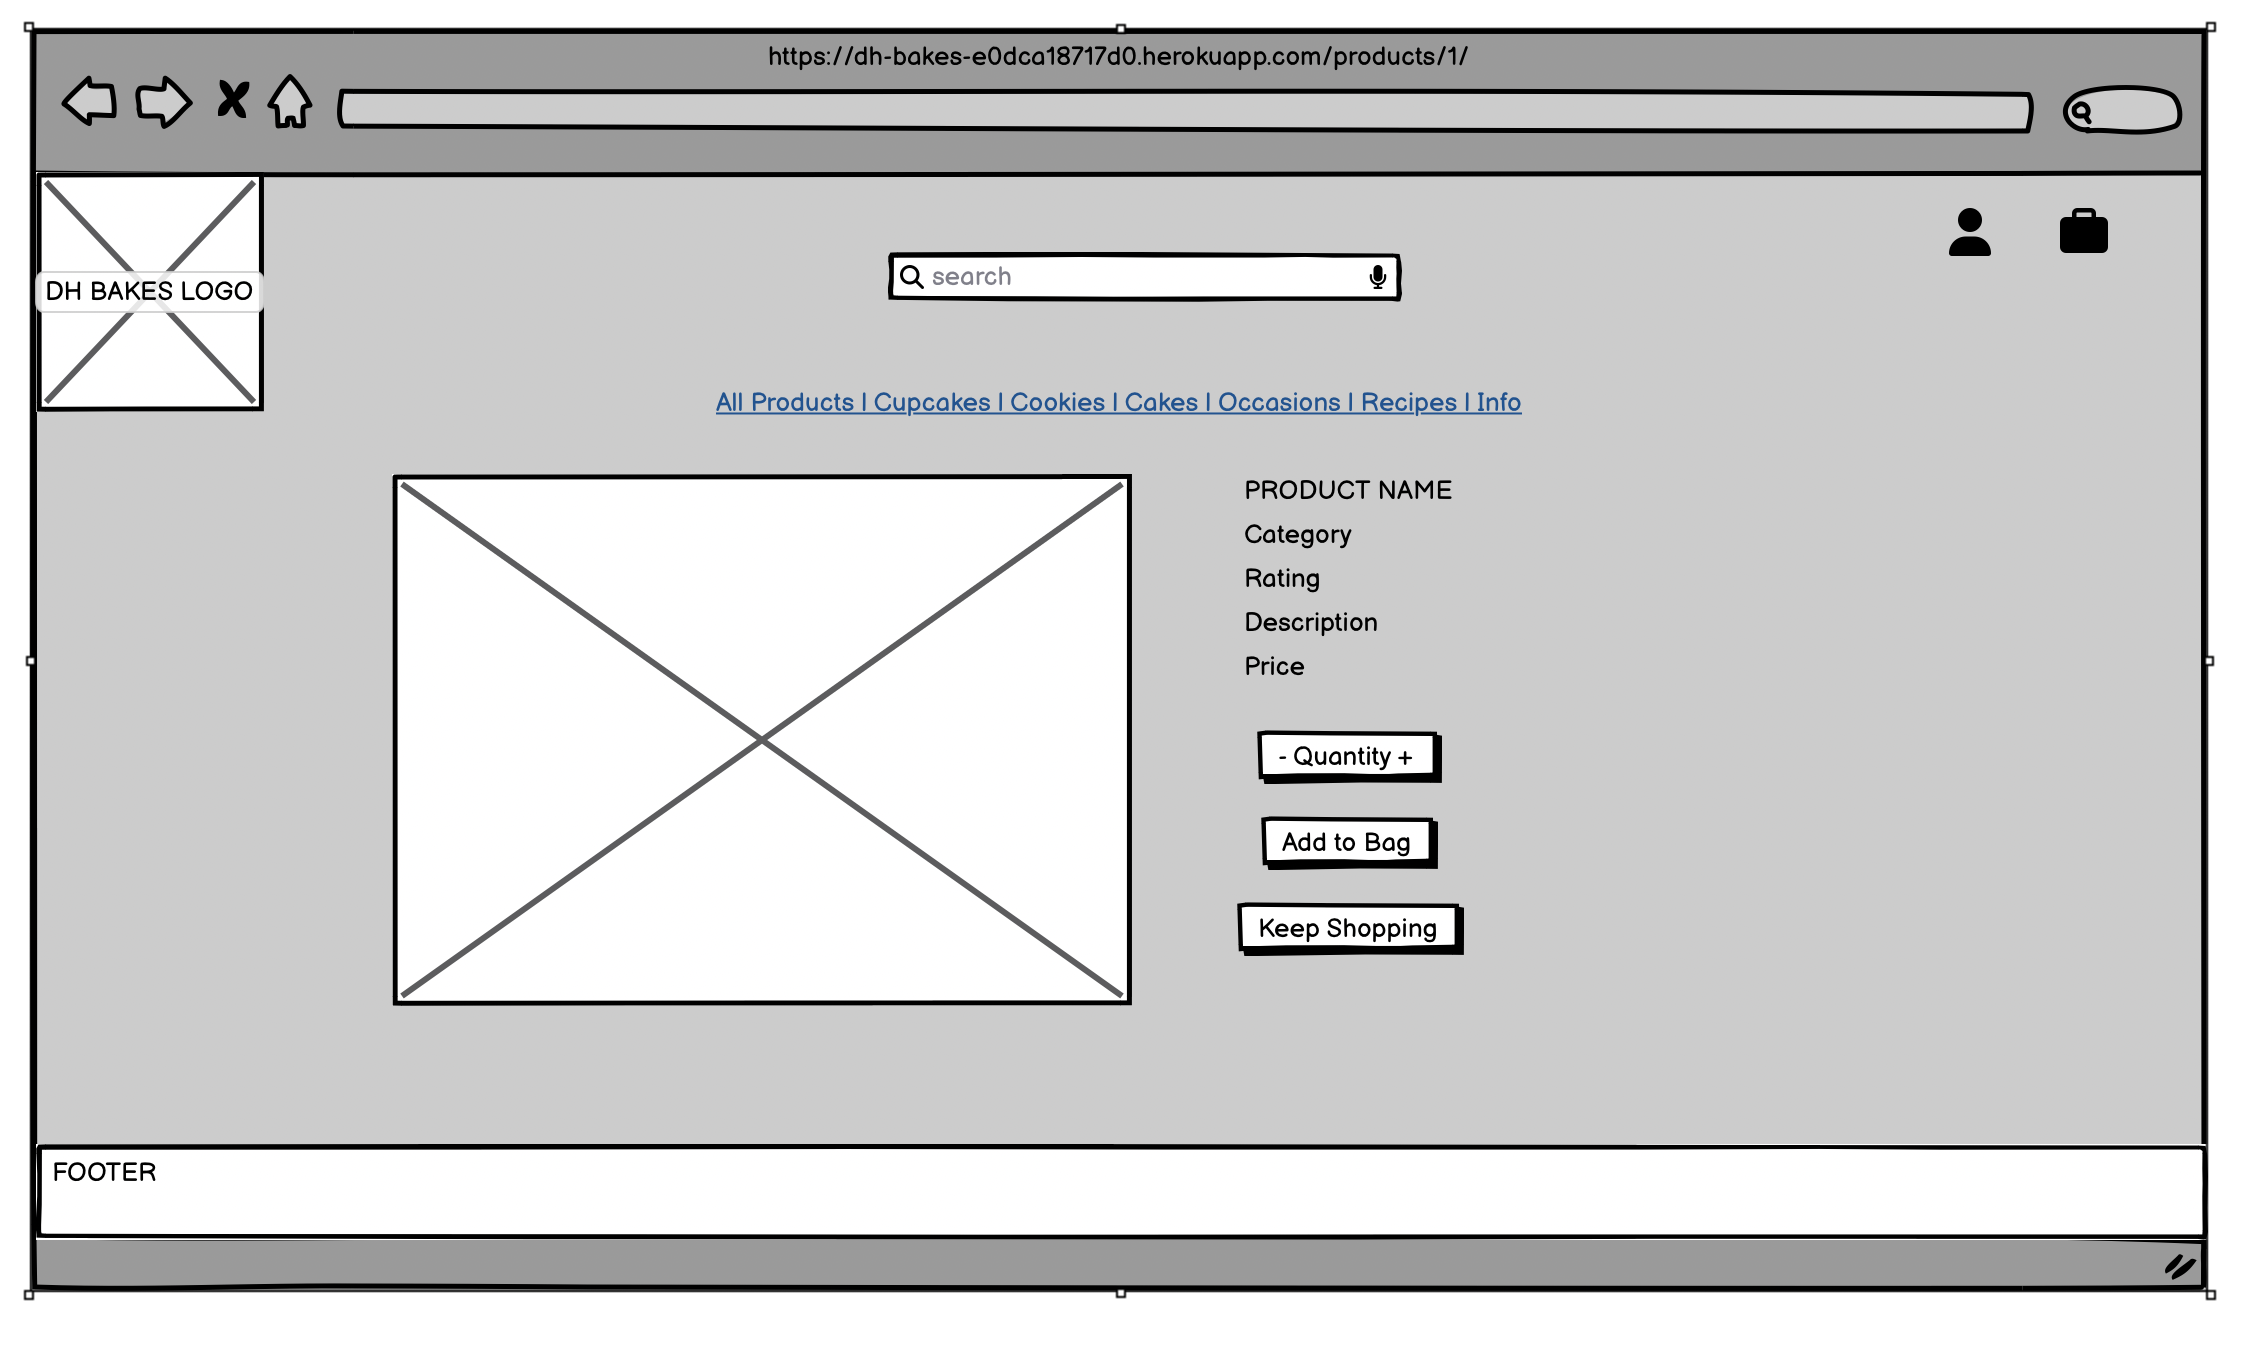 https://dh-bakes-e0dca18717d0.herokuapp.com/products/1/
DH BAKES LOGO
search
All Products | Cupcakes | Cookies | Cakes | Occasions | Recipes | Info
PRODUCT NAME
Category
Rating
Description
Price
- Quantity +
Add to Bag
Keep Shopping
FOOTER